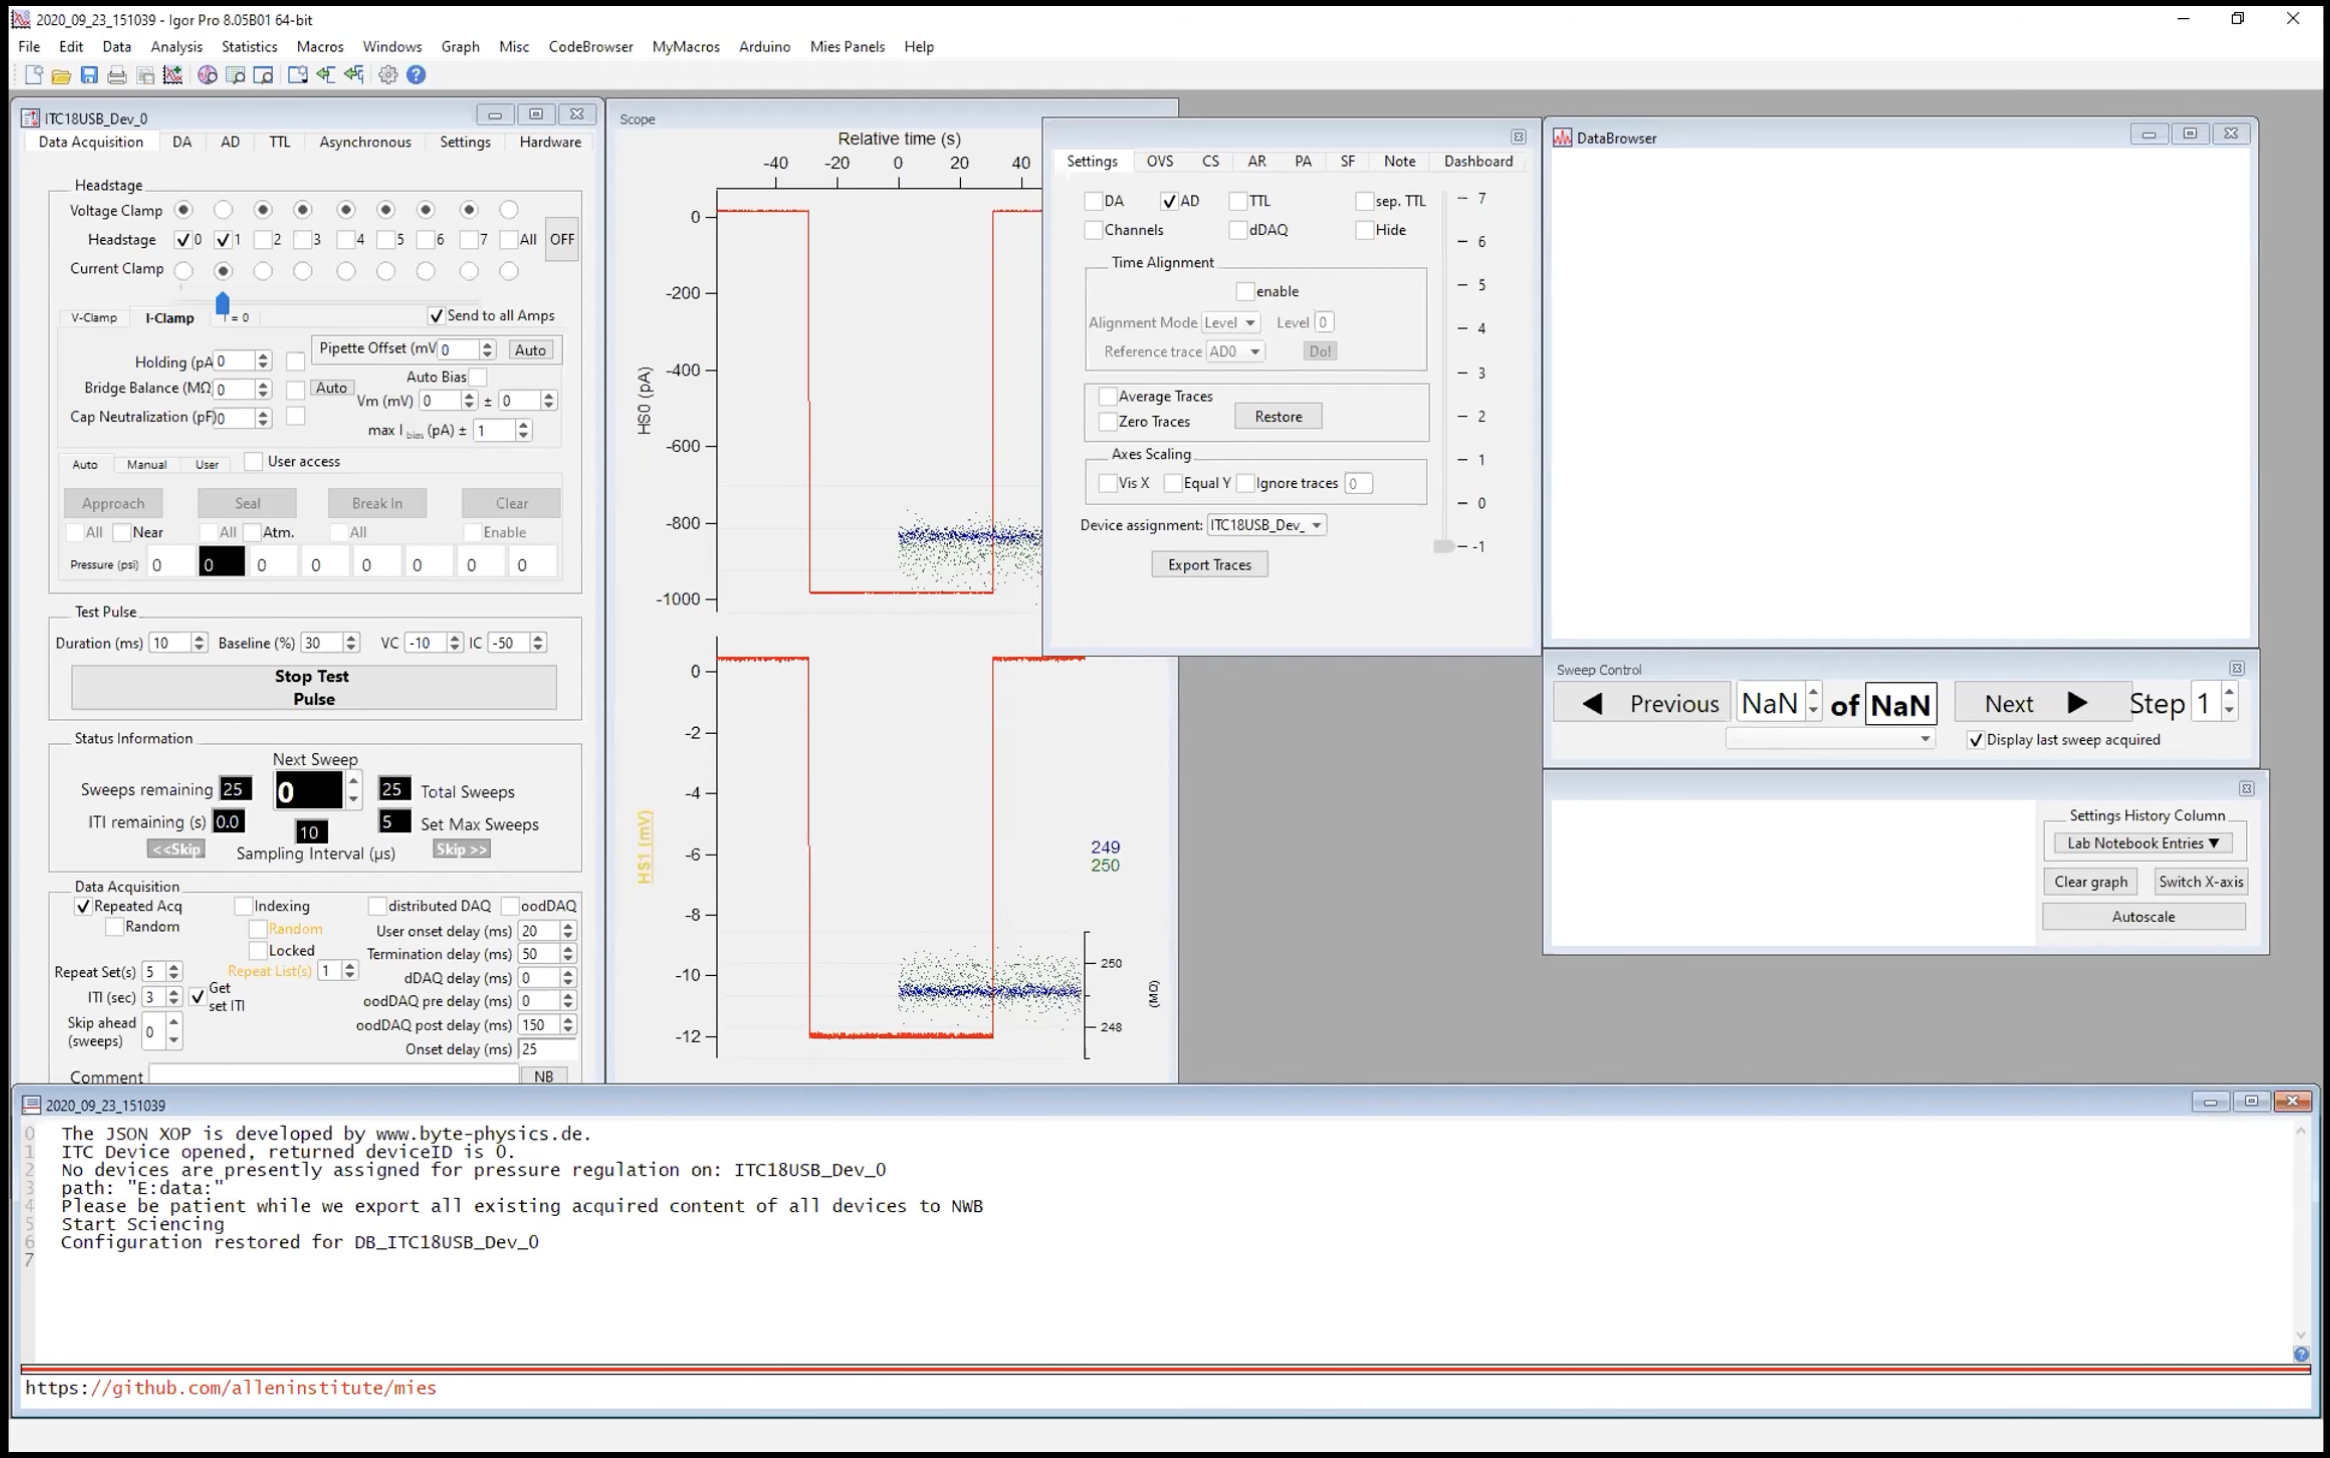 2020_09_23_151039 - Igor Pro 8.05B01 64-bit
File Edit Data Analysis Statistics Macros Windows Graph Misc CodeBrowser MyMacros Arduino Mies Panels Help
ITC18USB_Dev_0
Data Acquisition DA AD TTL Asynchronous Settings Hardware
Headstage
Voltage Clamp
Headstage 0 1 2 3 4 5 6 7 All OFF
Current Clamp
V-Clamp I-Clamp I = 0 Send to all Amps
Holding (pA 0 Pipette Offset (mV 0 Auto
Auto Bias
Bridge Balance (MΩ 0 Auto Vm (mV) 0 ± 0
Cap Neutralization (pF) 0 max I bias (pA) ± 1
Auto Manual User User access
Approach Seal Break In Clear
All Near All Atm. All Enable
Pressure (psi) 0 0 0 0 0 0 0 0
Test Pulse
Duration (ms) 10 Baseline (%) 30 VC -10 IC -50
Stop Test
Pulse
Status Information
Next Sweep
Sweeps remaining 25 0 25 Total Sweeps
ITI remaining (s) 0.0 10 5 Set Max Sweeps
<<Skip Sampling Interval (µs) Skip >>
Data Acquisition
Repeated Acq Indexing distributed DAQ oodDAQ
Random Random User onset delay (ms) 20
Locked Termination delay (ms) 50
Repeat Set(s) 5 Repeat List(s) 1 dDAQ delay (ms) 0
ITI (sec) 3 Get set ITI oodDAQ pre delay (ms) 0
Skip ahead (sweeps) 0 oodDAQ post delay (ms) 150
Onset delay (ms) 25
Comment NB
Scope
Relative time (s)
-40 -20 0 20 40
HS0 (pA)
0
-200
-400
-600
-800
-1000
HS1 (mV)
0
-2
-4
-6
-8
-10
-12
249
250
250
248
(MΩ)
Settings OVS CS AR PA SF Note Dashboard
DA AD TTL sep. TTL
Channels dDAQ Hide
Time Alignment
enable
Alignment Mode Level Level 0
Reference trace AD0 Do!
Average Traces
Zero Traces Restore
Axes Scaling
Vis X Equal Y Ignore traces 0
Device assignment: ITC18USB_Dev_
Export Traces
7
6
5
4
3
2
1
0
-1
DataBrowser
Sweep Control
Previous NaN of NaN Next Step 1
Display last sweep acquired
Settings History Column
Lab Notebook Entries
Clear graph Switch X-axis
Autoscale
2020_09_23_151039
0 The JSON XOP is developed by www.byte-physics.de.
1 ITC Device opened, returned deviceID is 0.
2 No devices are presently assigned for pressure regulation on: ITC18USB_Dev_0
3 path: "E:data:"
4 Please be patient while we export all existing acquired content of all devices to NWB
5 Start Sciencing
6 Configuration restored for DB_ITC18USB_Dev_0
7
https://github.com/alleninstitute/mies